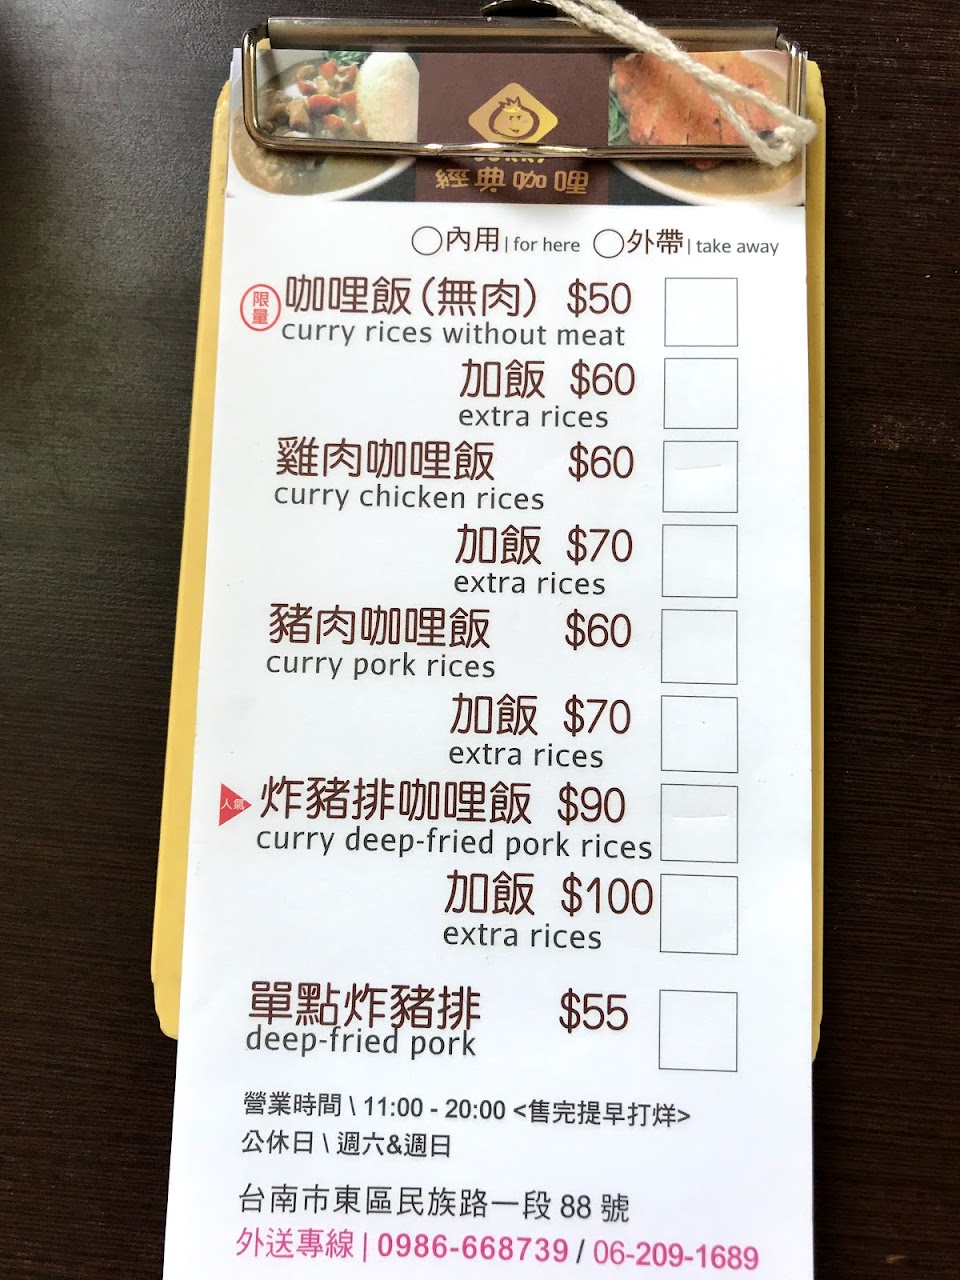 經典咖哩
內用 | for here 外帶 | take away
限量 咖哩飯(無肉) $50
curry rices without meat
加飯 $60
extra rices
雞肉咖哩飯 $60
curry chicken rices
加飯 $70
extra rices
豬肉咖哩飯 $60
curry pork rices
加飯 $70
extra rices
人氣 炸豬排咖哩飯 $90
curry deep-fried pork rices
加飯 $100
extra rices
單點炸豬排 $55
deep-fried pork
營業時間 \ 11:00 - 20:00 <售完提早打烊>
公休日 \ 週六&週日
台南市東區民族路一段 88 號
外送專線 | 0986-668739 / 06-209-1689